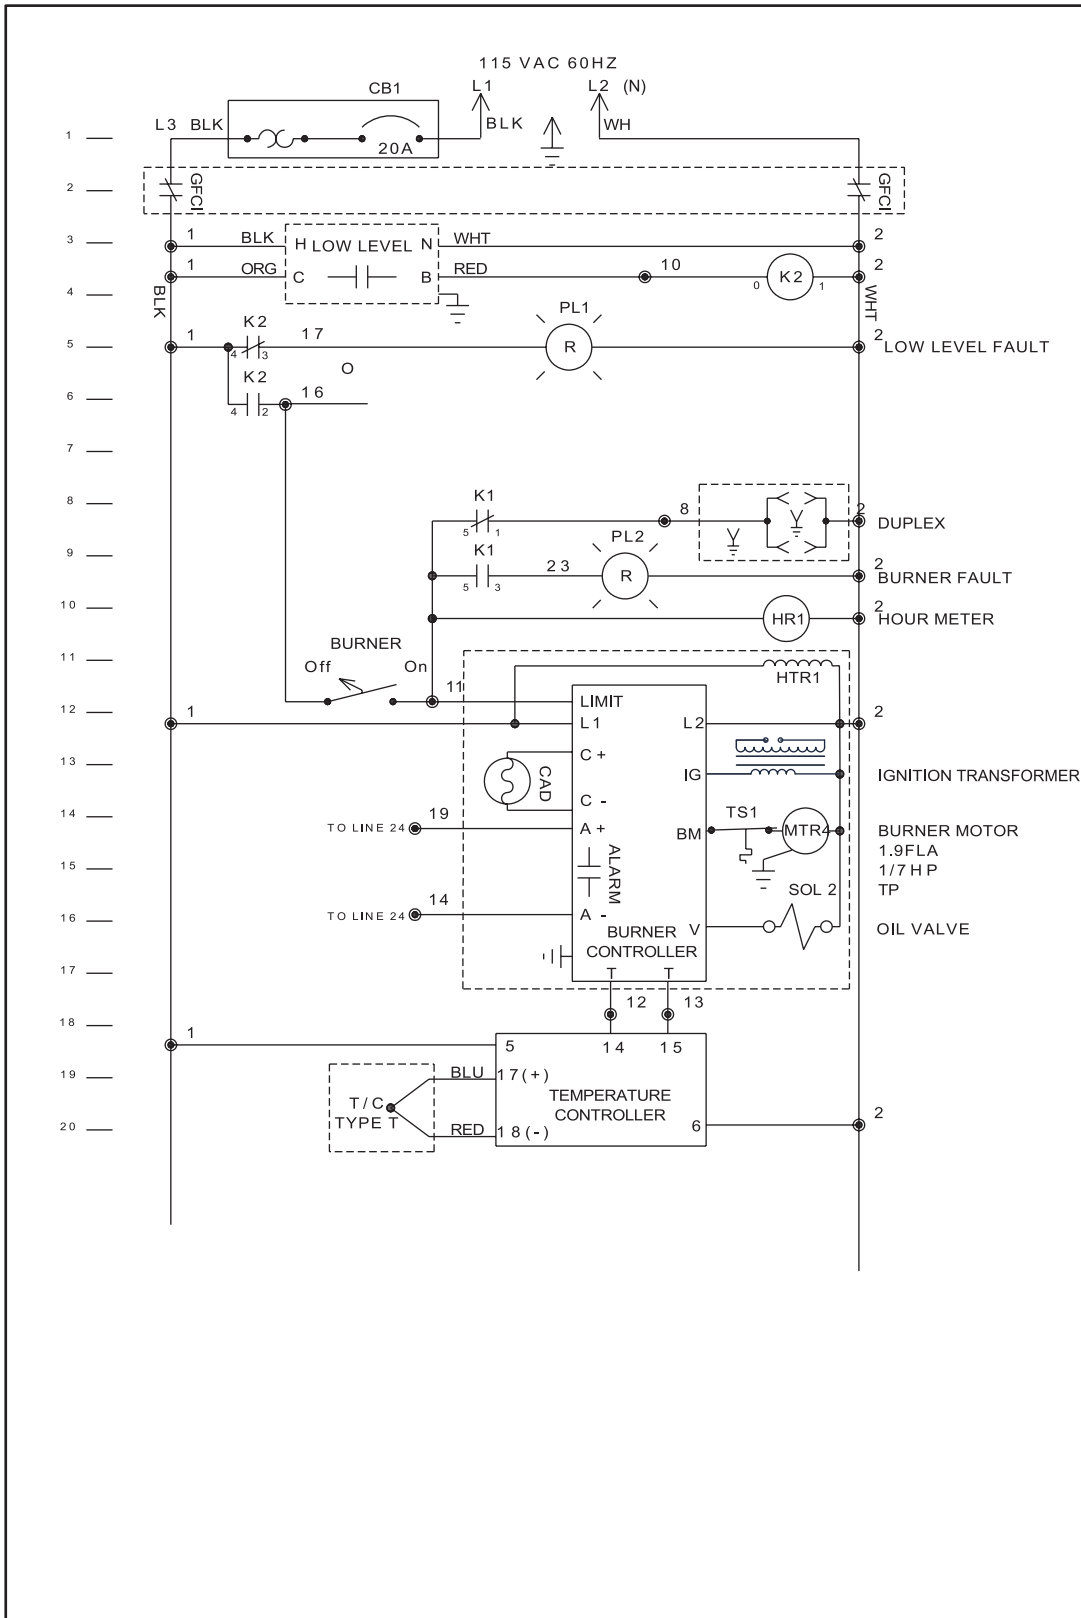 115 VAC 60HZ
CB1 L1 L2 (N)
1 L3 BLK 20A BLK WH
2 GFCI GFCI
3 1 BLK H LOW LEVEL N WHT 2
1 ORG C B RED 10 0 K2 1 2
4 BLK WHT
PL1
K2 17
5 1 4 3 R 2 LOW LEVEL FAULT
O
K2 16
6 4 2
7
K1 8 2
8 5 1 DUPLEX
PL2
9 K1 23 R 2 BURNER FAULT
5 3
10 HR1 2 HOUR METER
BURNER
11 Off On 11 HTR1
LIMIT
12 1 L1 L2 2
C +
13 CAD IG IGNITION TRANSFORMER
C -
14 19 TS1
TO LINE 24 A + BM MTR4 BURNER MOTOR
1.9FLA
15 ALARM 1/7 HP
14 SOL 2 TP
16 TO LINE 24 A - V OIL VALVE
BURNER
CONTROLLER
17 T T
12 13
18 1
5 14 15
19 BLU 17(+)
T/C TEMPERATURE
TYPE T CONTROLLER
20 RED 18(-) 6 2